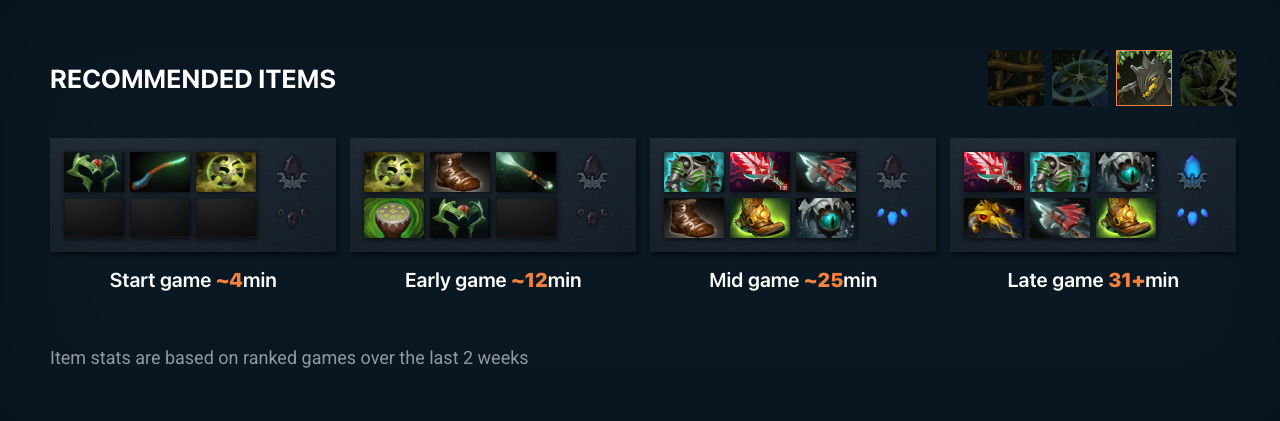 RECOMMENDED ITEMS
Start game ~4min
Early game ~12min
Mid game ~25min
Late game 31+min
Item stats are based on ranked games over the last 2 weeks